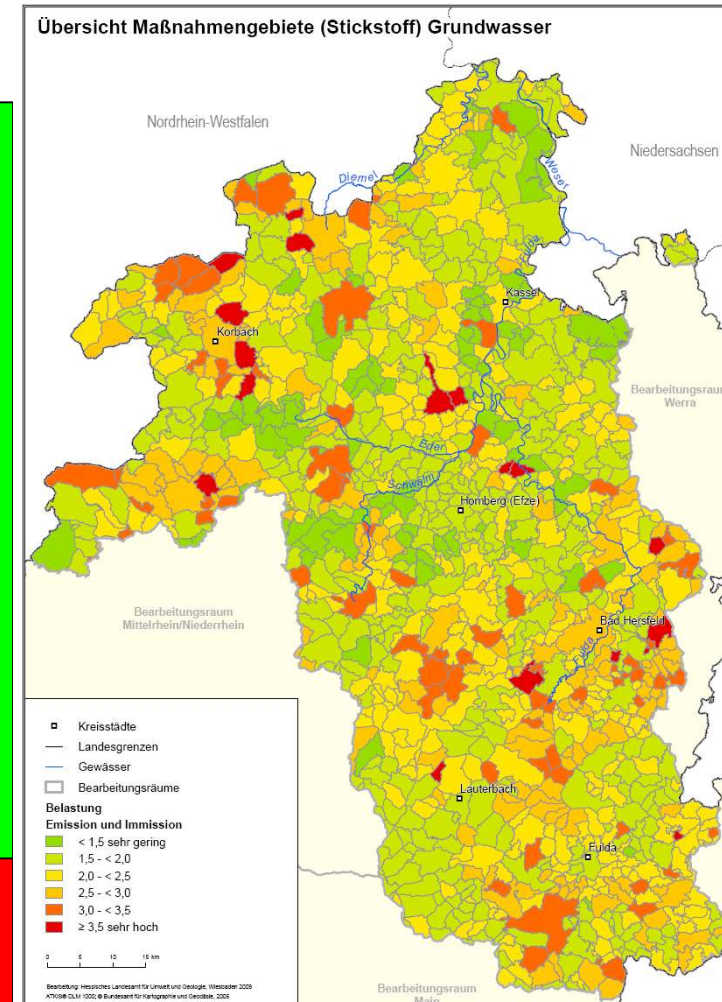 Übersicht Maßnahmengebiete (Stickstoff) Grundwasser
Nordrhein-Westfalen
Niedersachsen
Diemel
Weser
Fulda
Kassel
Korbach
Bearbeitungsraum
Werra
Eder
Schwalm
Homberg (Efze)
Bearbeitungsraum
Mittelrhein/Niederrhein
Bad Hersfeld
Fulda
Kreisstädte
Landesgrenzen
Gewässer
Bearbeitungsräume
Belastung
Emission und Immission
< 1,5 sehr gering
1,5 - < 2,0
2,0 - < 2,5
2,5 - < 3,0
3,0 - < 3,5
≥ 3,5 sehr hoch
Lauterbach
Fulda
0 5 10 15 km
Bearbeitung: Hessisches Landesamt für Umwelt und Geologie, Wiesbaden 2009
ATKIS® DLM 1000; © Bundesamt für Kartographie und Geodäsie, 2006
Bearbeitungsraum
Main